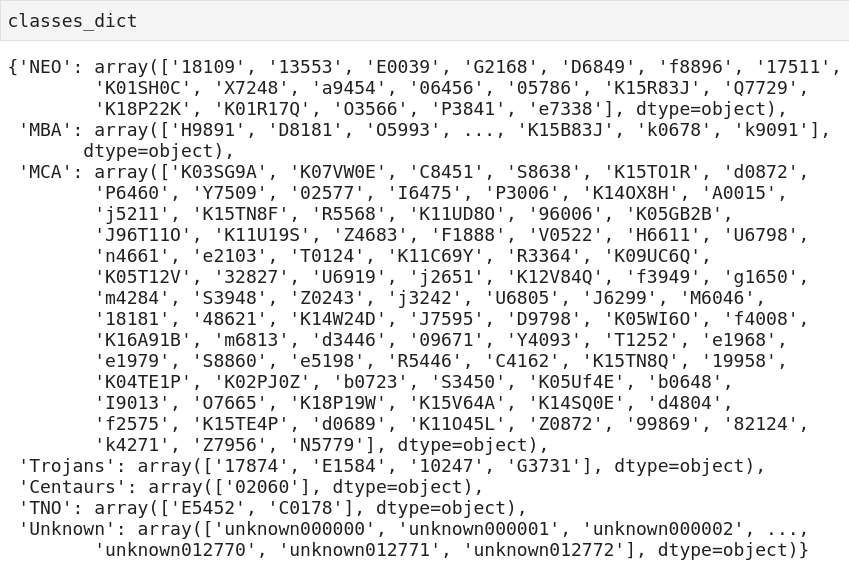 classes_dict
{'NEO': array(['18109', '13553', 'E0039', 'G2168', 'D6849', 'f8896', '17511',
'K01SH0C', 'X7248', 'a9454', '06456', '05786', 'K15R83J', 'Q7729',
'K18P22K', 'K01R17Q', 'O3566', 'P3841', 'e7338'], dtype=object),
'MBA': array(['H9891', 'D8181', 'O5993', ..., 'K15B83J', 'k0678', 'k9091'],
dtype=object),
'MCA': array(['K03SG9A', 'K07VW0E', 'C8451', 'S8638', 'K15TO1R', 'd0872',
'P6460', 'Y7509', '02577', 'I6475', 'P3006', 'K14OX8H', 'A0015',
'j5211', 'K15TN8F', 'R5568', 'K11UD8O', '96006', 'K05GB2B',
'J96T11O', 'K11U19S', 'Z4683', 'F1888', 'V0522', 'H6611', 'U6798',
'n4661', 'e2103', 'T0124', 'K11C69Y', 'R3364', 'K09UC6Q',
'K05T12V', '32827', 'U6919', 'j2651', 'K12V84Q', 'f3949', 'g1650',
'm4284', 'S3948', 'Z0243', 'j3242', 'U6805', 'J6299', 'M6046',
'18181', '48621', 'K14W24D', 'J7595', 'D9798', 'K05WI6O', 'f4008',
'K16A91B', 'm6813', 'd3446', '09671', 'Y4093', 'T1252', 'e1968',
'e1979', 'S8860', 'e5198', 'R5446', 'C4162', 'K15TN8Q', '19958',
'K04TE1P', 'K02PJ0Z', 'b0723', 'S3450', 'K05Uf4E', 'b0648',
'I9013', 'O7665', 'K18P19W', 'K15V64A', 'K14SQ0E', 'd4804',
'f2575', 'K15TE4P', 'd0689', 'K11O45L', 'Z0872', '99869', '82124',
'k4271', 'Z7956', 'N5779'], dtype=object),
'Trojans': array(['17874', 'E1584', '10247', 'G3731'], dtype=object),
'Centaurs': array(['02060'], dtype=object),
'TNO': array(['E5452', 'C0178'], dtype=object),
'Unknown': array(['unknown000000', 'unknown000001', 'unknown000002', ...,
'unknown012770', 'unknown012771', 'unknown012772'], dtype=object)}